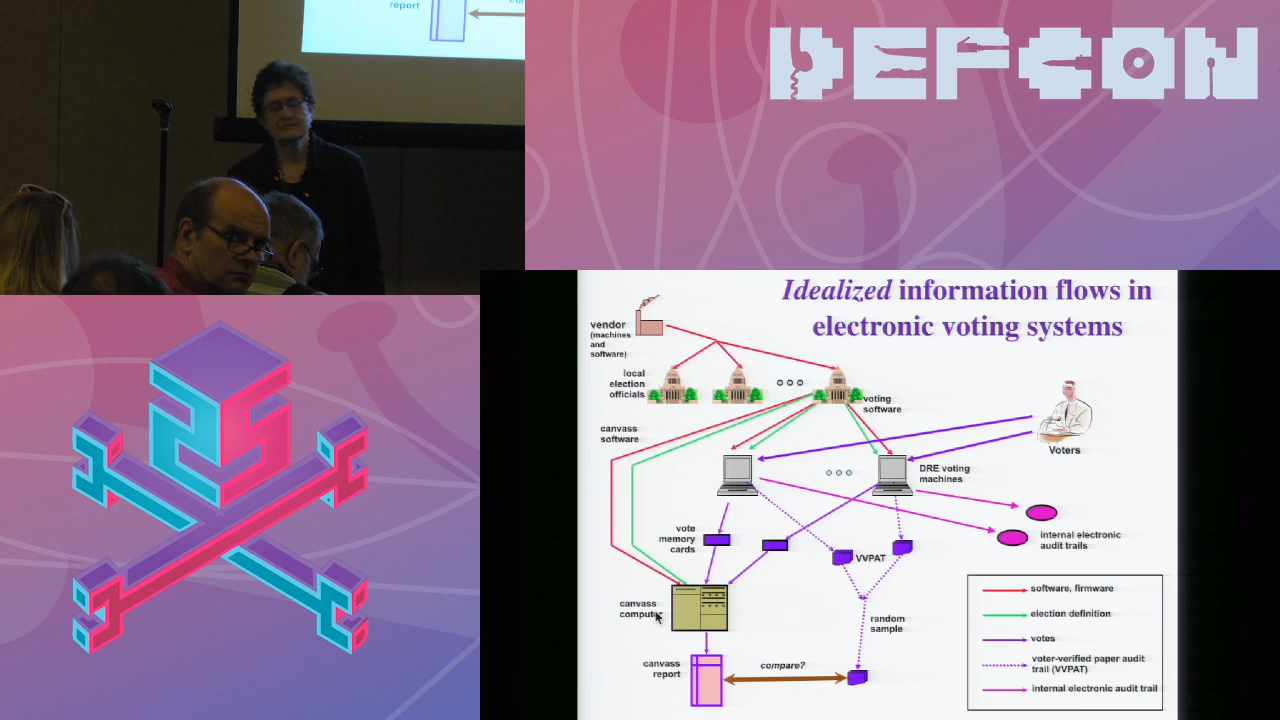 report
DEFCON
Idealized information flows in
electronic voting systems
vendor
(machines
and
software)
local
election
officials
voting
software
canvass
software
Voters
DRE voting
machines
vote
memory
cards
VVPAT
internal electronic
audit trails
canvass
computer
random
sample
canvass
report
compare?
software, firmware
election definition
votes
voter-verified paper audit
trail (VVPAT)
internal electronic audit trail